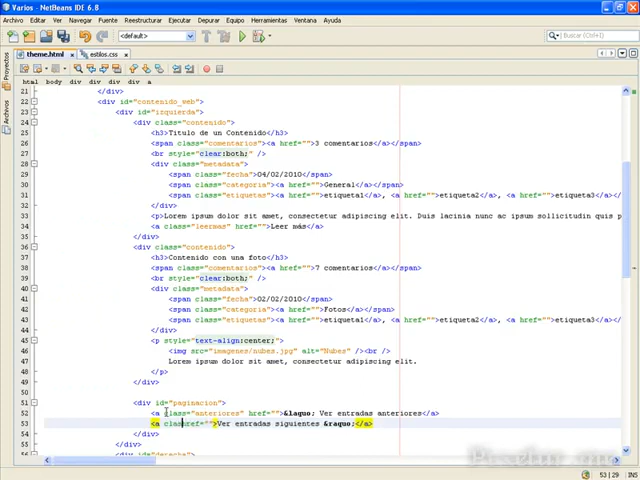 Varios - NetBeans IDE 6.8
Archivo Editar Ver Navegar Fuente Reestructurar Ejecutar Depurar Equipo Herramientas Ventana Ayuda
<default>
Buscar (Ctrl+I)
theme.html estilos.css
Proyectos
Archivos
html body div div div div a
21 </div>
22 <div id="contenido_web">
23 <div id="izquierda">
24 <div class="contenido">
25 <h3>Titulo de un Contenido</h3>
26 <span class="comentarios"><a href="">3 comentarios</a></span>
27 <br style="clear:both;" />
28 <div class="metadata">
29 <span class="fecha">04/02/2010</span>
30 <span class="categoria"><a href="">General</a></span>
31 <span class="etiquetas"><a href="">etiqueta1</a>, <a href="">etiqueta2</a>, <a href="">etiqueta3</a></span>
32 </div>
33 <p>Lorem ipsum dolor sit amet, consectetur adipiscing elit. Duis lacinia nunc ac ipsum sollicitudin quis p
34 <a class="leermas" href="">Leer más</a>
35 </div>
36 <div class="contenido">
37 <h3>Contenido con una foto</h3>
38 <span class="comentarios"><a href="">7 comentarios</a></span>
39 <br style="clear:both;" />
40 <div class="metadata">
41 <span class="fecha">02/02/2010</span>
42 <span class="categoria"><a href="">Fotos</a></span>
43 <span class="etiquetas"><a href="">etiqueta1</a>, <a href="">etiqueta2</a>, <a href="">etiqueta3</a></span>
44 </div>
45 <p style="text-align:center;">
46 <img src="imagenes/nubes.jpg" alt="Nubes" /><br />
47 Lorem ipsum dolor sit amet, consectetur adipiscing elit.
48 </p>
49 </div>
50
51 <div id="paginacion">
52 <a class="anteriores" href="">&laquo; Ver entradas anteriores</a>
53 <a clashref="">Ver entradas siguientes &raquo;</a>
54 </div>
55 </div>
56 <div id="derecha">
53 | 29 INS